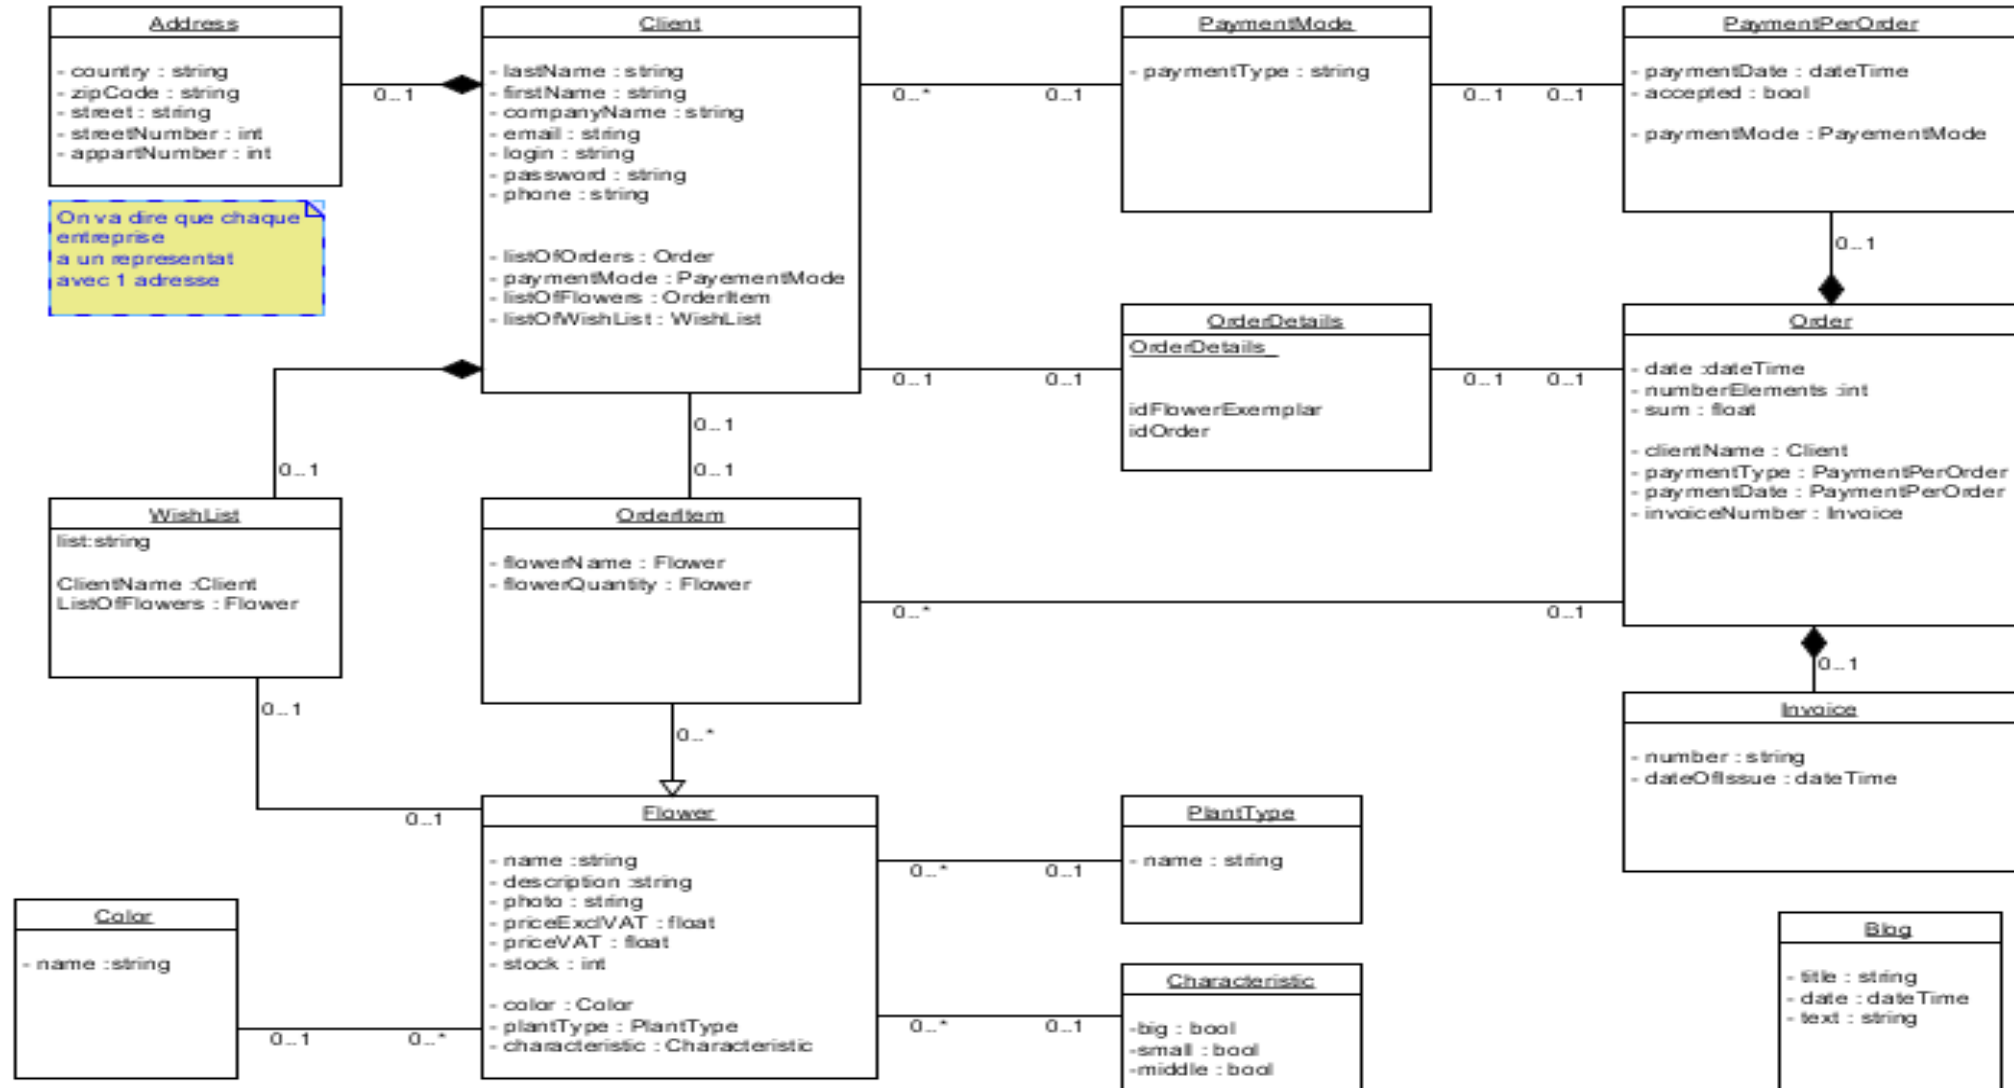 Address
- country : string
- zipCode : string
- street : string
- streetNumber : int
- appartNumber : int
On va dire que chaque
entreprise
a un representat
avec 1 adresse
0..1
Client
- lastName : string
- firstName : string
- companyName : string
- email : string
- login : string
- password : string
- phone : string
- listOfOrders : Order
- paymentMode : PayementMode
- listOfFlowers : OrderItem
- listOfWishList : WishList
0..*
0..1
PaymentMode
- paymentType : string
0..1
0..1
PaymentPerOrder
- paymentDate : dateTime
- accepted : bool
- paymentMode : PayementMode
0..1
0..1
0..1
OrderDetails
OrderDetails_
idFlowerExemplar
idOrder
0..1
0..1
Order
- date :dateTime
- numberElements :int
- sum : float
- clientName : Client
- paymentType : PaymentPerOrder
- paymentDate : PaymentPerOrder
- invoiceNumber : Invoice
0..1
0..1
0..1
WishList
list:string
ClientName :Client
ListOfFlowers : Flower
OrderItem
- flowerName : Flower
- flowerQuantity : Flower
0..*
0..1
0..1
Invoice
- number : string
- dateOfIssue : dateTime
0..1
0..*
0..1
Flower
- name :string
- description :string
- photo : string
- priceExclVAT : float
- priceVAT : float
- stock : int
- color : Color
- plantType : PlantType
- characteristic : Characteristic
0..*
0..1
PlantType
- name : string
Color
- name :string
0..1
0..*
0..*
0..1
Characteristic
-big : bool
-small : bool
-middle : bool
Blog
- title : string
- date : dateTime
- text : string